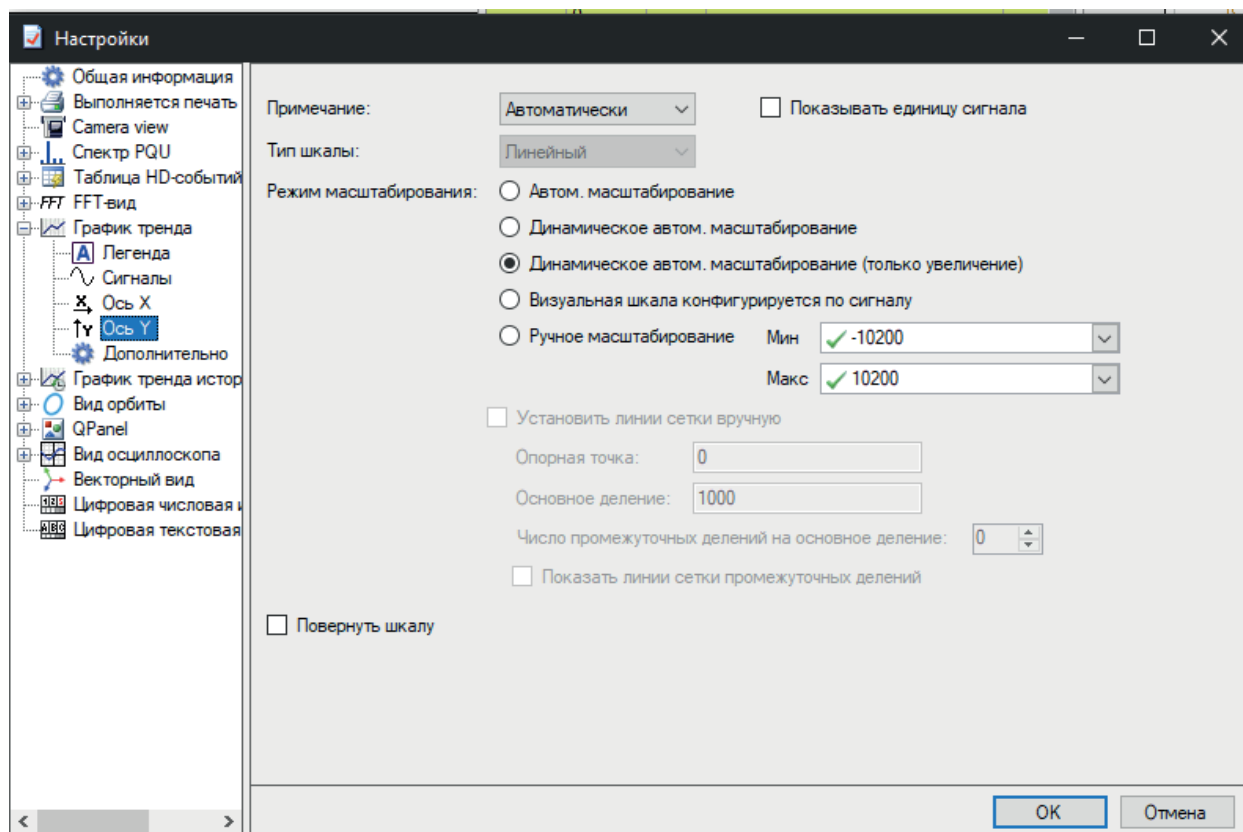 Настройки
Общая информация
Выполняется печать
Camera view
Спектр PQU
Таблица HD-событий
FFT FFT-вид
График тренда
A Легенда
Сигналы
X Ось X
Y Ось Y
Дополнительно
График тренда истор
Вид орбиты
QPanel
Вид осциллоскопа
Векторный вид
Цифровая числовая и
ABC Цифровая текстовая
Примечание: Автоматически Показывать единицу сигнала
Тип шкалы: Линейный
Режим масштабирования: Автом. масштабирование
Динамическое автом. масштабирование
Динамическое автом. масштабирование (только увеличение)
Визуальная шкала конфигурируется по сигналу
Ручное масштабирование Мин -10200
Макс 10200
Установить линии сетки вручную
Опорная точка: 0
Основное деление: 1000
Число промежуточных делений на основное деление: 0
Показать линии сетки промежуточных делений
Повернуть шкалу
OK Отмена